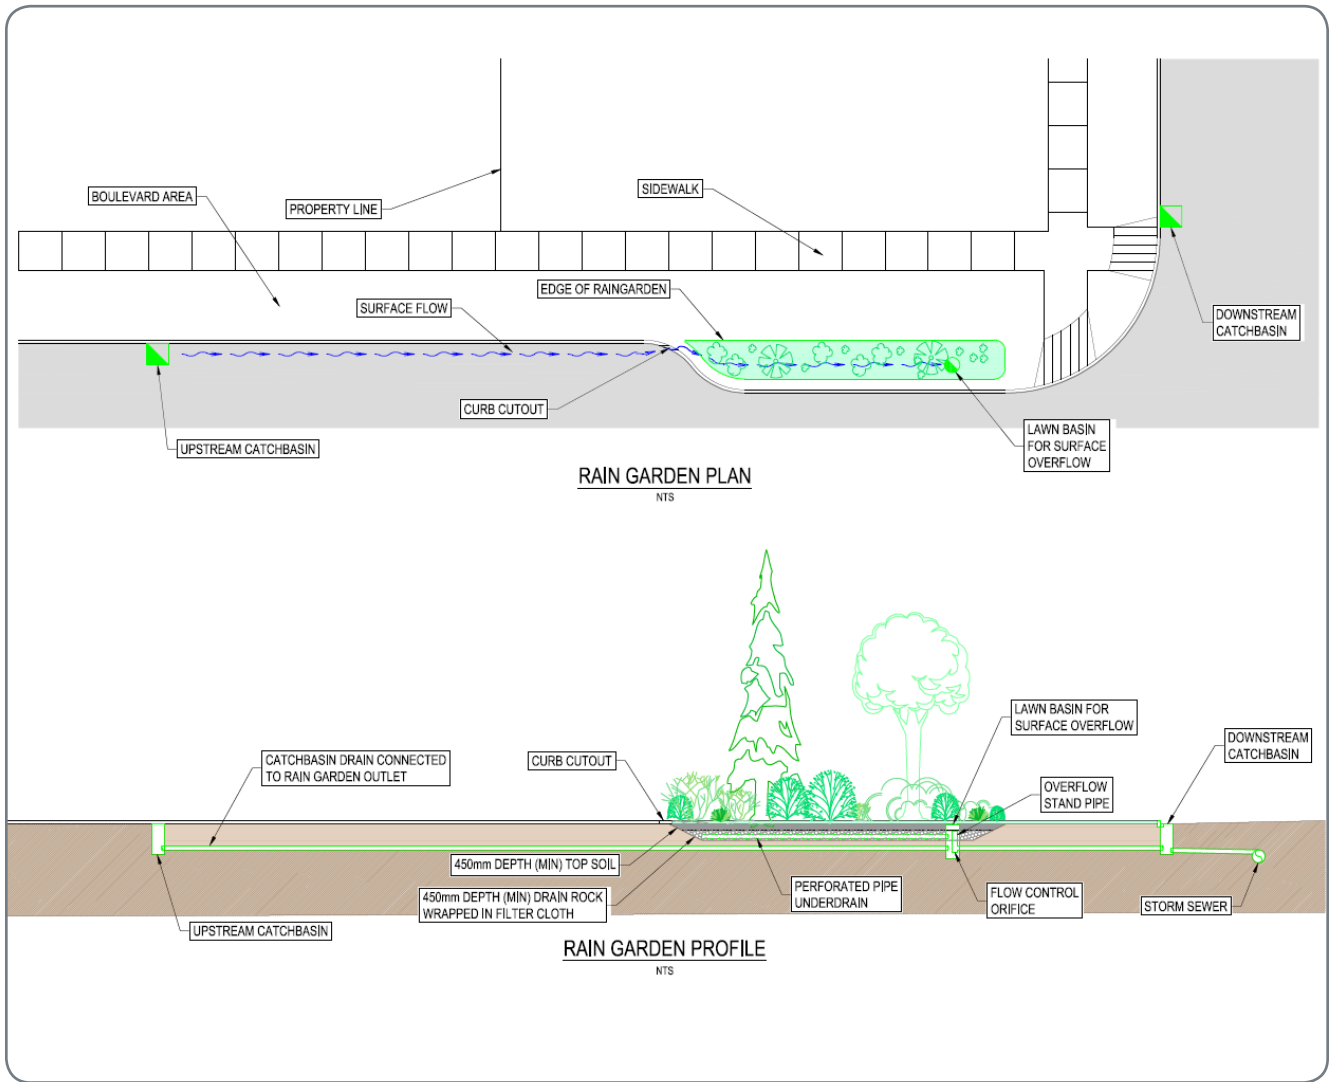 BOULEVARD AREA
PROPERTY LINE
SIDEWALK
EDGE OF RAINGARDEN
SURFACE FLOW
DOWNSTREAM
CATCHBASIN
CURB CUTOUT
UPSTREAM CATCHBASIN
LAWN BASIN
FOR SURFACE
OVERFLOW
RAIN GARDEN PLAN
NTS
LAWN BASIN FOR
SURFACE OVERFLOW
CATCHBASIN DRAIN CONNECTED
TO RAIN GARDEN OUTLET
CURB CUTOUT
DOWNSTREAM
CATCHBASIN
OVERFLOW
STAND PIPE
450mm DEPTH (MIN) TOP SOIL
450mm DEPTH (MIN) DRAIN ROCK
WRAPPED IN FILTER CLOTH
PERFORATED PIPE
UNDERDRAIN
FLOW CONTROL
ORIFICE
STORM SEWER
UPSTREAM CATCHBASIN
RAIN GARDEN PROFILE
NTS